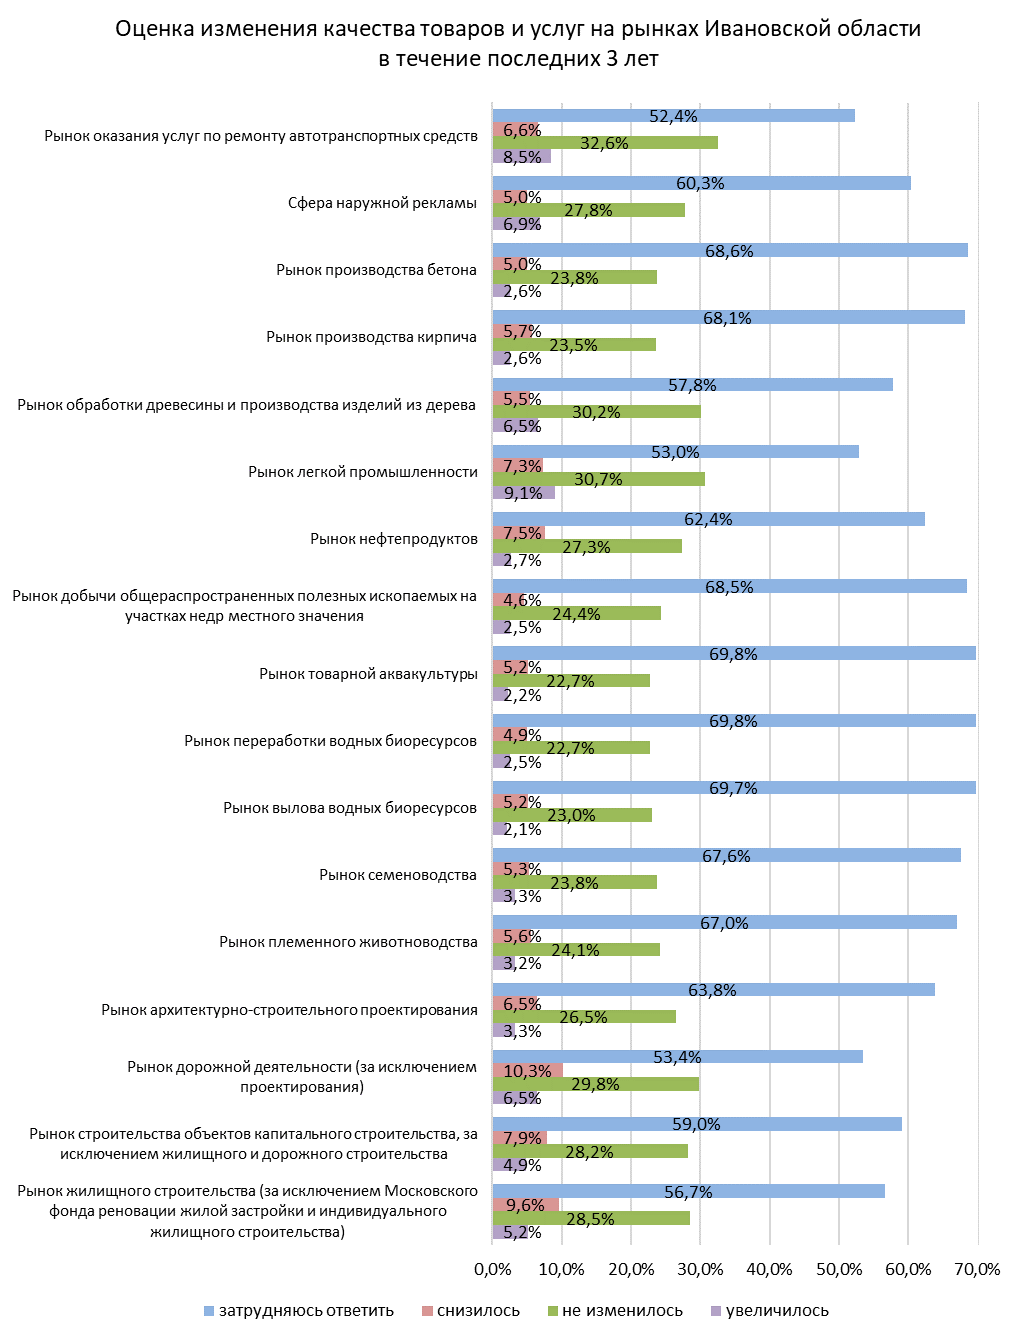 Оценка изменения качества товаров и услуг на рынках Ивановской области
в течение последних 3 лет
Рынок оказания услуг по ремонту автотранспортных средств
52,4%
6,6%
32,6%
8,5%
Сфера наружной рекламы
60,3%
5,0%
27,8%
6,9%
Рынок производства бетона
68,6%
5,0%
23,8%
2,6%
Рынок производства кирпича
68,1%
5,7%
23,5%
2,6%
Рынок обработки древесины и производства изделий из дерева
57,8%
5,5%
30,2%
6,5%
Рынок легкой промышленности
53,0%
7,3%
30,7%
9,1%
Рынок нефтепродуктов
62,4%
7,5%
27,3%
2,7%
Рынок добычи общераспространенных полезных ископаемых на
участках недр местного значения
68,5%
4,6%
24,4%
2,5%
Рынок товарной аквакультуры
69,8%
5,2%
22,7%
2,2%
Рынок переработки водных биоресурсов
69,8%
4,9%
22,7%
2,5%
Рынок вылова водных биоресурсов
69,7%
5,2%
23,0%
2,1%
Рынок семеноводства
67,6%
5,3%
23,8%
3,3%
Рынок племенного животноводства
67,0%
5,6%
24,1%
3,2%
Рынок архитектурно-строительного проектирования
63,8%
6,5%
26,5%
3,3%
Рынок дорожной деятельности (за исключением
проектирования)
53,4%
10,3%
29,8%
6,5%
Рынок строительства объектов капитального строительства, за
исключением жилищного и дорожного строительства
59,0%
7,9%
28,2%
4,9%
Рынок жилищного строительства (за исключением Московского
фонда реновации жилой застройки и индивидуального
жилищного строительства)
56,7%
9,6%
28,5%
5,2%
0,0% 10,0% 20,0% 30,0% 40,0% 50,0% 60,0% 70,0%
затрудняюсь ответить снизилось не изменилось увеличилось